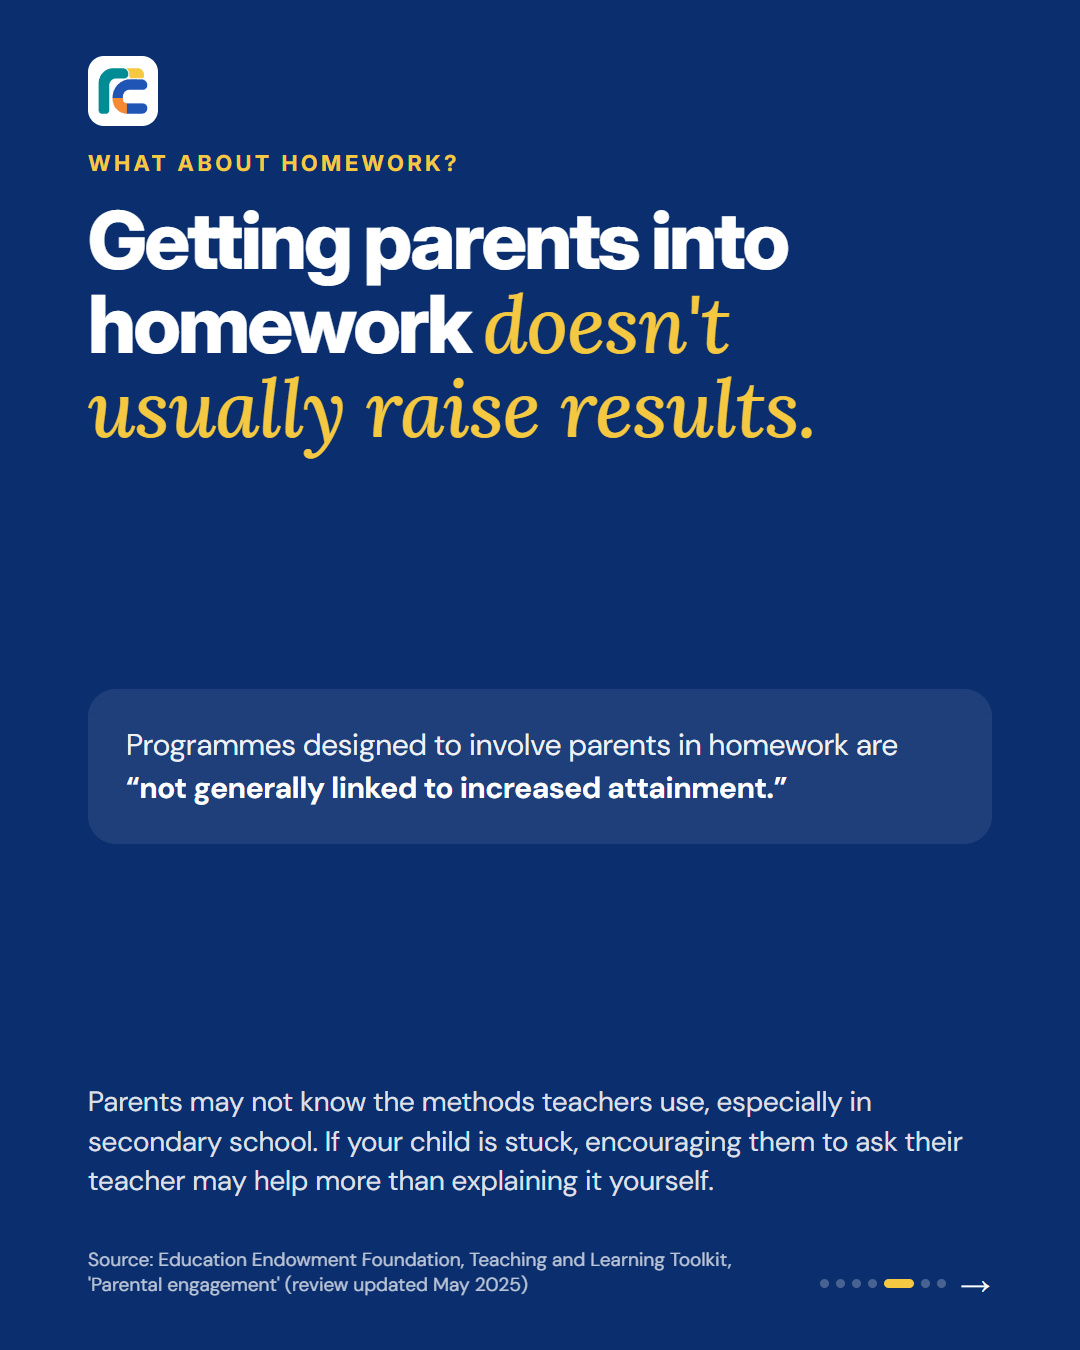 WHAT ABOUT HOMEWORK?
Getting parents into
homework doesn't
usually raise results.
Programmes designed to involve parents in homework are
“not generally linked to increased attainment.”
Parents may not know the methods teachers use, especially in
secondary school. If your child is stuck, encouraging them to ask their
teacher may help more than explaining it yourself.
Source: Education Endowment Foundation, Teaching and Learning Toolkit,
'Parental engagement' (review updated May 2025)